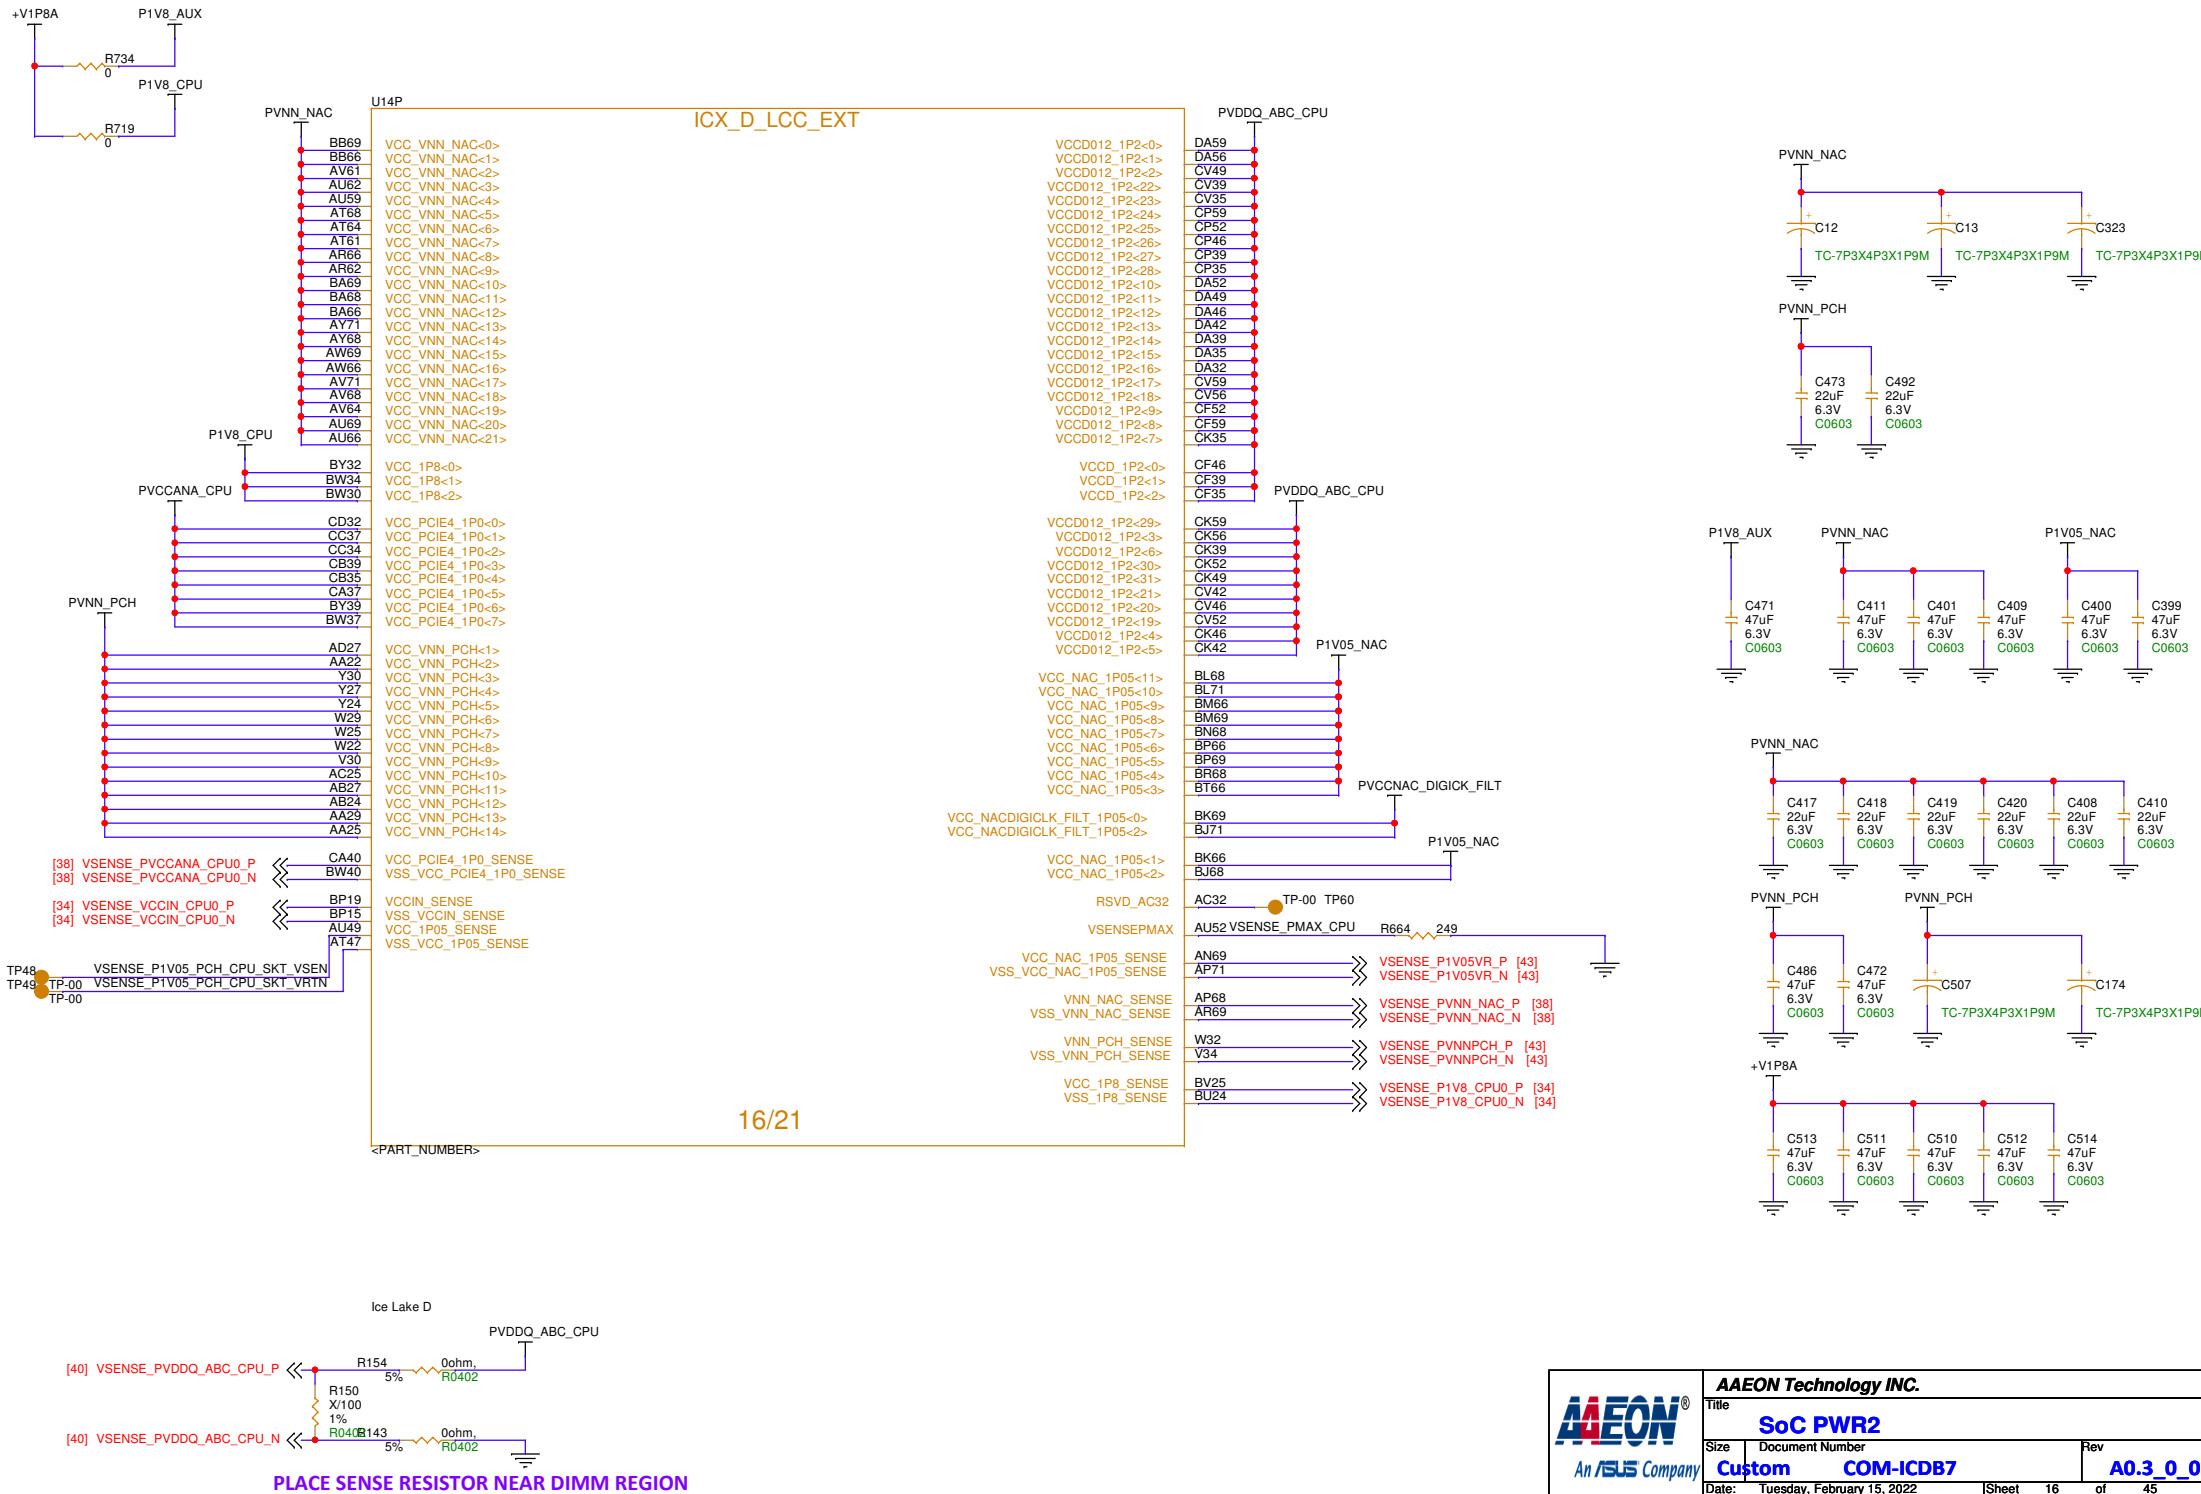 +V1P8A
P1V8_AUX
R734
0
P1V8_CPU
R719
0
U14P
ICX_D_LCC_EXT
PVNN_NAC
BB69 VCC_VNN_NAC<0>
BB66 VCC_VNN_NAC<1>
AV61 VCC_VNN_NAC<2>
AU62 VCC_VNN_NAC<3>
AU59 VCC_VNN_NAC<4>
AT68 VCC_VNN_NAC<5>
AT64 VCC_VNN_NAC<6>
AT61 VCC_VNN_NAC<7>
AR66 VCC_VNN_NAC<8>
AR62 VCC_VNN_NAC<9>
BA69 VCC_VNN_NAC<10>
BA68 VCC_VNN_NAC<11>
BA66 VCC_VNN_NAC<12>
AY71 VCC_VNN_NAC<13>
AY68 VCC_VNN_NAC<14>
AW69 VCC_VNN_NAC<15>
AW66 VCC_VNN_NAC<16>
AV71 VCC_VNN_NAC<17>
AV68 VCC_VNN_NAC<18>
AV64 VCC_VNN_NAC<19>
AU69 VCC_VNN_NAC<20>
AU66 VCC_VNN_NAC<21>
P1V8_CPU
BY32 VCC_1P8<0>
BW34 VCC_1P8<1>
BW30 VCC_1P8<2>
PVCCANA_CPU
CD32 VCC_PCIE4_1P0<0>
CC37 VCC_PCIE4_1P0<1>
CC34 VCC_PCIE4_1P0<2>
CB39 VCC_PCIE4_1P0<3>
CB35 VCC_PCIE4_1P0<4>
CA37 VCC_PCIE4_1P0<5>
BY39 VCC_PCIE4_1P0<6>
BW37 VCC_PCIE4_1P0<7>
PVNN_PCH
AD27 VCC_VNN_PCH<1>
AA22 VCC_VNN_PCH<2>
Y30 VCC_VNN_PCH<3>
Y27 VCC_VNN_PCH<4>
Y24 VCC_VNN_PCH<5>
W29 VCC_VNN_PCH<6>
W25 VCC_VNN_PCH<7>
W22 VCC_VNN_PCH<8>
V30 VCC_VNN_PCH<9>
AC25 VCC_VNN_PCH<10>
AB27 VCC_VNN_PCH<11>
AB24 VCC_VNN_PCH<12>
AA29 VCC_VNN_PCH<13>
AA25 VCC_VNN_PCH<14>
[38] VSENSE_PVCCANA_CPU0_P CA40 VCC_PCIE4_1P0_SENSE
[38] VSENSE_PVCCANA_CPU0_N BW40 VSS_VCC_PCIE4_1P0_SENSE
[34] VSENSE_VCCIN_CPU0_P BP19 VCCIN_SENSE
[34] VSENSE_VCCIN_CPU0_N BP15 VSS_VCCIN_SENSE
AU49 VCC_1P05_SENSE
AT47 VSS_VCC_1P05_SENSE
TP48 VSENSE_P1V05_PCH_CPU_SKT_VSEN
TP49 TP-00 VSENSE_P1V05_PCH_CPU_SKT_VRTN
TP-00
PVDDQ_ABC_CPU
VCCD012_1P2<0> DA59
VCCD012_1P2<1> DA56
VCCD012_1P2<2> CV49
VCCD012_1P2<22> CV39
VCCD012_1P2<23> CV35
VCCD012_1P2<24> CP59
VCCD012_1P2<25> CP52
VCCD012_1P2<26> CP46
VCCD012_1P2<27> CP39
VCCD012_1P2<28> CP35
VCCD012_1P2<10> DA52
VCCD012_1P2<11> DA49
VCCD012_1P2<12> DA46
VCCD012_1P2<13> DA42
VCCD012_1P2<14> DA39
VCCD012_1P2<15> DA35
VCCD012_1P2<16> DA32
VCCD012_1P2<17> CV59
VCCD012_1P2<18> CV56
VCCD012_1P2<9> CF52
VCCD012_1P2<8> CF59
VCCD012_1P2<7> CK35
VCCD_1P2<0> CF46
VCCD_1P2<1> CF39
VCCD_1P2<2> CF35
PVDDQ_ABC_CPU
VCCD012_1P2<29> CK59
VCCD012_1P2<3> CK56
VCCD012_1P2<6> CK39
VCCD012_1P2<30> CK52
VCCD012_1P2<31> CK49
VCCD012_1P2<21> CV42
VCCD012_1P2<20> CV46
VCCD012_1P2<19> CV52
VCCD012_1P2<4> CK46
VCCD012_1P2<5> CK42
P1V05_NAC
VCC_NAC_1P05<11> BL68
VCC_NAC_1P05<10> BL71
VCC_NAC_1P05<9> BM66
VCC_NAC_1P05<8> BM69
VCC_NAC_1P05<7> BN68
VCC_NAC_1P05<6> BP66
VCC_NAC_1P05<5> BP69
VCC_NAC_1P05<4> BR68
VCC_NAC_1P05<3> BT66
PVCCNAC_DIGICK_FILT
VCC_NACDIGICLK_FILT_1P05<0> BK69
VCC_NACDIGICLK_FILT_1P05<2> BJ71
P1V05_NAC
VCC_NAC_1P05<1> BK66
VCC_NAC_1P05<2> BJ68
RSVD_AC32 AC32 TP-00 TP60
VSENSEPMAX AU52 VSENSE_PMAX_CPU R664 249
VCC_NAC_1P05_SENSE AN69 VSENSE_P1V05VR_P [43]
VSS_VCC_NAC_1P05_SENSE AP71 VSENSE_P1V05VR_N [43]
VNN_NAC_SENSE AP68 VSENSE_PVNN_NAC_P [38]
VSS_VNN_NAC_SENSE AR69 VSENSE_PVNN_NAC_N [38]
VNN_PCH_SENSE W32 VSENSE_PVNNPCH_P [43]
VSS_VNN_PCH_SENSE V34 VSENSE_PVNNPCH_N [43]
VCC_1P8_SENSE BV25 VSENSE_P1V8_CPU0_P [34]
VSS_1P8_SENSE BU24 VSENSE_P1V8_CPU0_N [34]
16/21
<PART_NUMBER>
PVNN_NAC
+ + +
C12 C13 C323
TC-7P3X4P3X1P9M TC-7P3X4P3X1P9M TC-7P3X4P3X1P9
PVNN_PCH
C473 C492
22uF 22uF
6.3V 6.3V
C0603 C0603
P1V8_AUX PVNN_NAC P1V05_NAC
C471 C411 C401 C409 C400 C399
47uF 47uF 47uF 47uF 47uF 47uF
6.3V 6.3V 6.3V 6.3V 6.3V 6.3V
C0603 C0603 C0603 C0603 C0603 C0603
PVNN_NAC
C417 C418 C419 C420 C408 C410
22uF 22uF 22uF 22uF 22uF 22uF
6.3V 6.3V 6.3V 6.3V 6.3V 6.3V
C0603 C0603 C0603 C0603 C0603 C0603
PVNN_PCH PVNN_PCH
+ +
C486 C472 C507 C174
47uF 47uF
6.3V 6.3V
C0603 C0603 TC-7P3X4P3X1P9M TC-7P3X4P3X1P9
+V1P8A
C513 C511 C510 C512 C514
47uF 47uF 47uF 47uF 47uF
6.3V 6.3V 6.3V 6.3V 6.3V
C0603 C0603 C0603 C0603 C0603
Ice Lake D
PVDDQ_ABC_CPU
[40] VSENSE_PVDDQ_ABC_CPU_P R154 0ohm,
5% R0402
R150
X/100
1%
R0402
[40] VSENSE_PVDDQ_ABC_CPU_N R143 0ohm,
5% R0402
PLACE SENSE RESISTOR NEAR DIMM REGION
AAEON®
An ASUS Company
AAEON Technology INC.
Title
SoC PWR2
Size Document Number Rev
Custom COM-ICDB7 A0.3_0_0
Date: Tuesday, February 15, 2022 Sheet 16 of 45